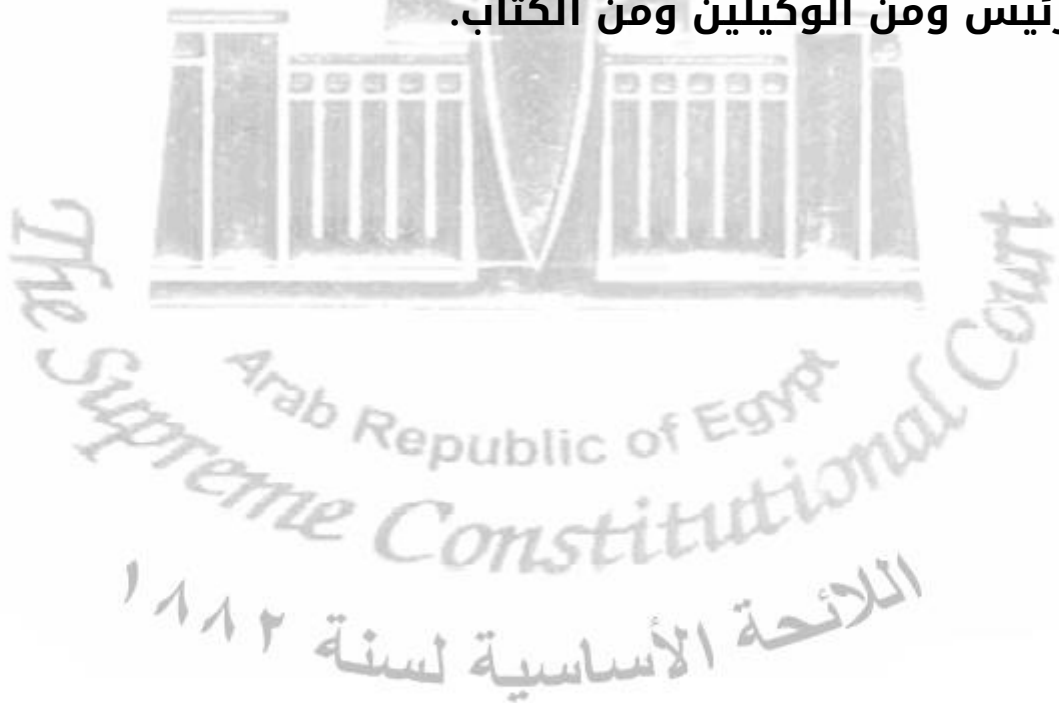 رئيس ومن الوكيلين ومن الكتاب.
Arab Republic of Egypt
The Supreme Constitutional Court
اللائحة الأساسية لسنة ١٨٨٢